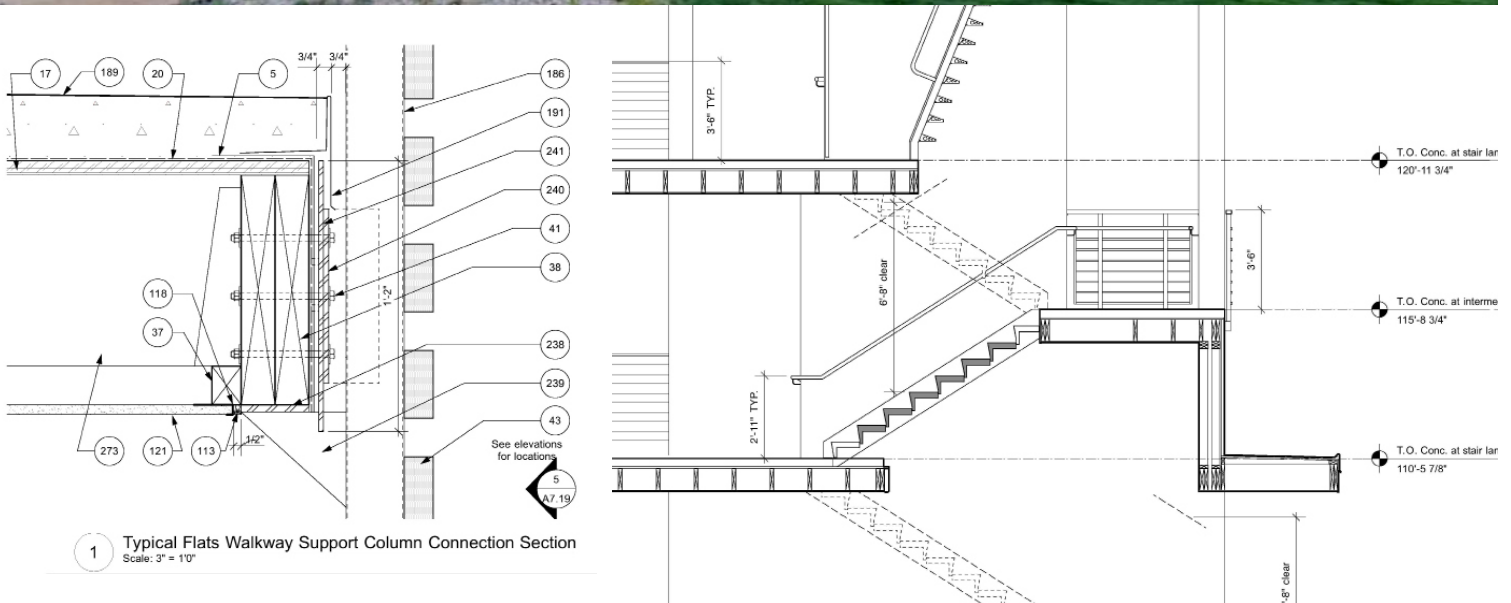 3/4" 3/4"
17
189
20
5
186
191
241
240
41
38
1'-2"
118
37
238
239
43
273
121
113
1/2"
See elevations
for locations
5
A7.19
1
Typical Flats Walkway Support Column Connection Section
Scale: 3" = 1'0"
3'-6" TYP.
T.O. Conc. at stair lan
120'-11 3/4"
6'-8" clear
3'-6"
T.O. Conc. at interme
115'-8 3/4"
2'-11" TYP.
T.O. Conc. at stair lan
110'-5 7/8"
'-8" clear